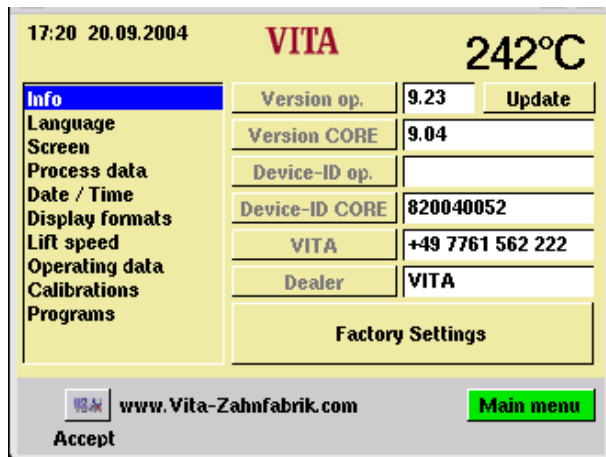 17:20 20.09.2004
VITA
242°C
Info
Language
Screen
Process data
Date / Time
Display formats
Lift speed
Operating data
Calibrations
Programs
Version op. 9.23 Update
Version CORE 9.04
Device-ID op.
Device-ID CORE 820040052
VITA +49 7761 562 222
Dealer VITA
Factory Settings
www.Vita-Zahnfabrik.com
Main menu
Accept